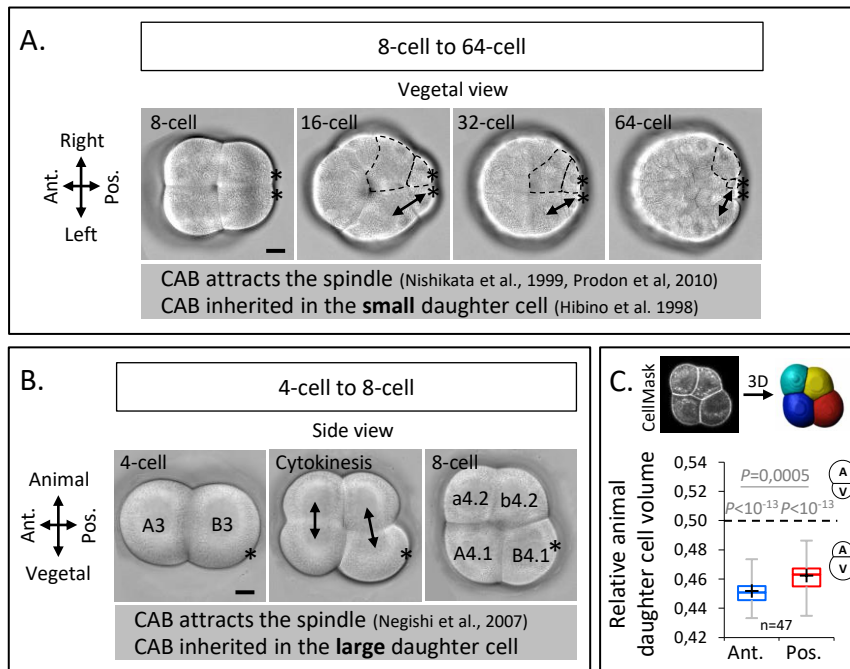 A.
8-cell to 64-cell
Vegetal view
8-cell 16-cell 32-cell 64-cell
Right
Ant. Pos.
Left
* * * * * * * *
CAB attracts the spindle (Nishikata et al., 1999, Prodon et al, 2010)
CAB inherited in the small daughter cell (Hibino et al. 1998)
B.
4-cell to 8-cell
Side view
4-cell Cytokinesis 8-cell
Animal
Ant. Pos.
Vegetal
A3 B3 *
*
a4.2 b4.2
A4.1 B4.1 *
CAB attracts the spindle (Negishi et al., 2007)
CAB inherited in the large daughter cell
C.
CellMask
3D
Relative animal
daughter cell volume
0,54
0,52
0,50
0,48
0,46
0,44
0,42
P=0,0005
P<10-13 P<10-13
A
V
A
V
n=47
Ant. Pos.